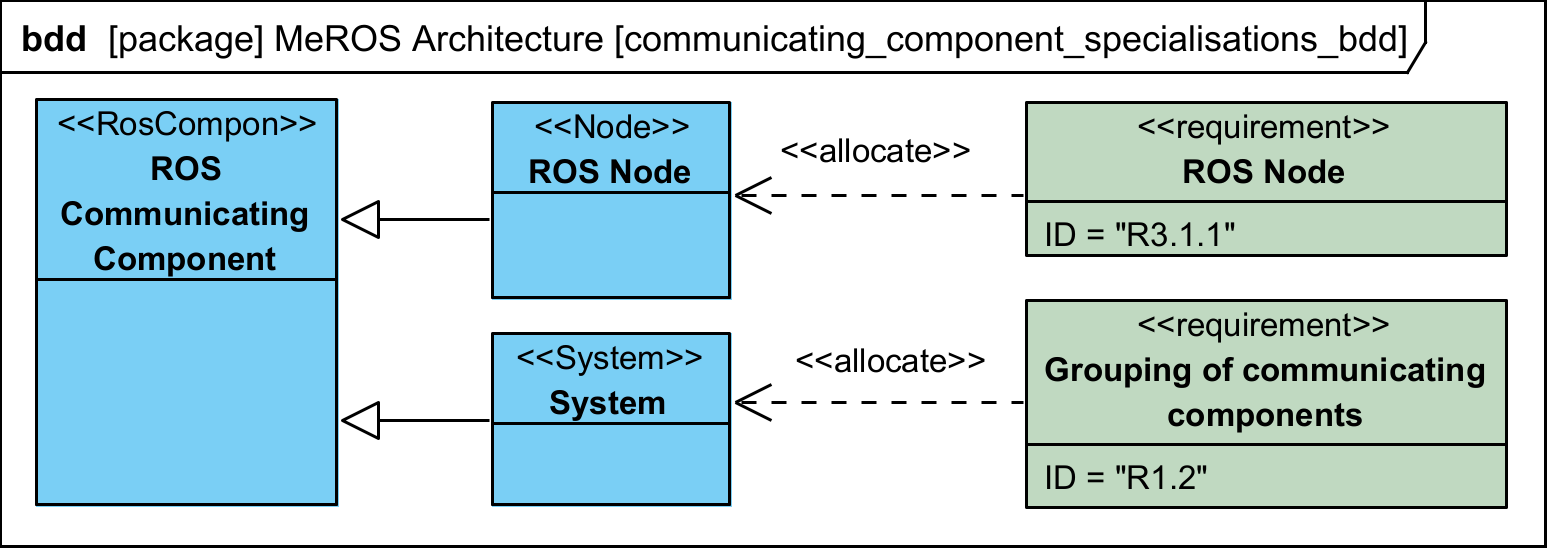 bdd [package] MeROS Architecture [communicating_component_specialisations_bdd]
<<RosCompon>>
ROS
Communicating
Component
<<Node>>
ROS Node
<<allocate>>
<<requirement>>
ROS Node
ID = "R3.1.1"
<<System>>
System
<<allocate>>
<<requirement>>
Grouping of communicating
components
ID = "R1.2"